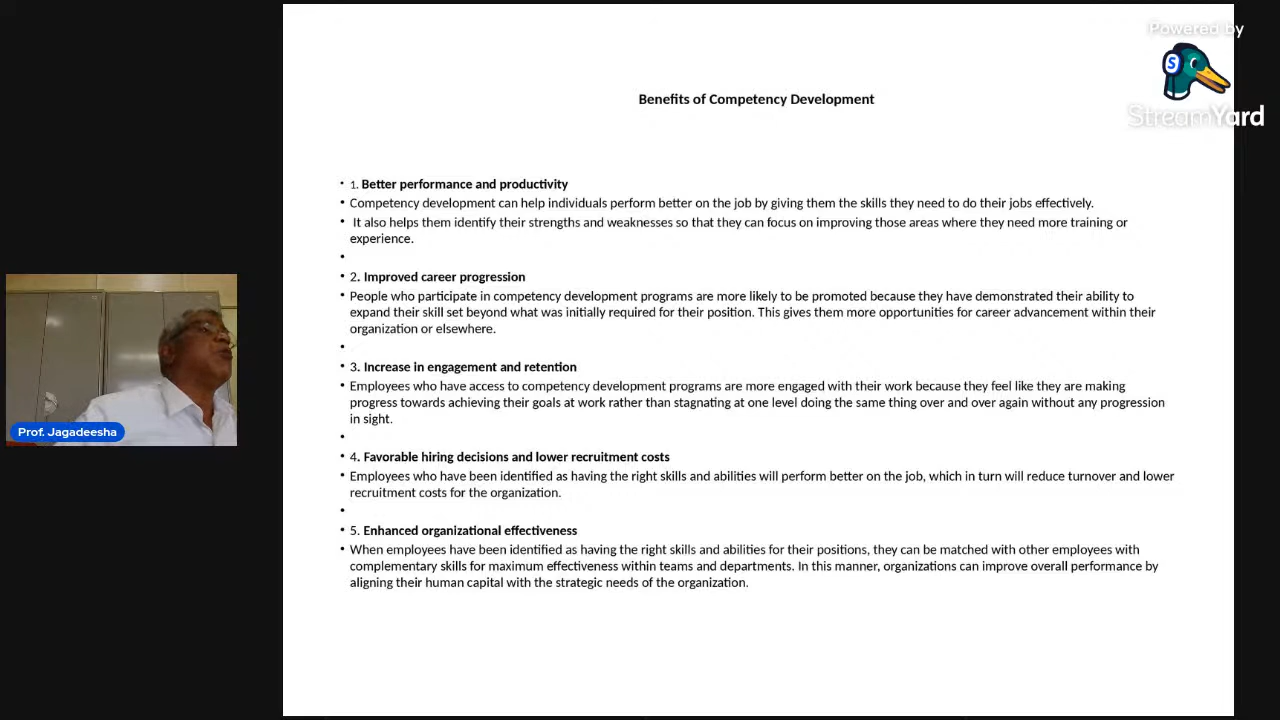 Powered by
StreamYard
Benefits of Competency Development
• 1. Better performance and productivity
• Competency development can help individuals perform better on the job by giving them the skills they need to do their jobs effectively.
• It also helps them identify their strengths and weaknesses so that they can focus on improving those areas where they need more training or
experience.
•
• 2. Improved career progression
• People who participate in competency development programs are more likely to be promoted because they have demonstrated their ability to
expand their skill set beyond what was initially required for their position. This gives them more opportunities for career advancement within their
organization or elsewhere.
•
• 3. Increase in engagement and retention
• Employees who have access to competency development programs are more engaged with their work because they feel like they are making
progress towards achieving their goals at work rather than stagnating at one level doing the same thing over and over again without any progression
in sight.
•
• 4. Favorable hiring decisions and lower recruitment costs
• Employees who have been identified as having the right skills and abilities will perform better on the job, which in turn will reduce turnover and lower
recruitment costs for the organization.
•
• 5. Enhanced organizational effectiveness
• When employees have been identified as having the right skills and abilities for their positions, they can be matched with other employees with
complementary skills for maximum effectiveness within teams and departments. In this manner, organizations can improve overall performance by
aligning their human capital with the strategic needs of the organization.
Prof. Jagadeesha
S